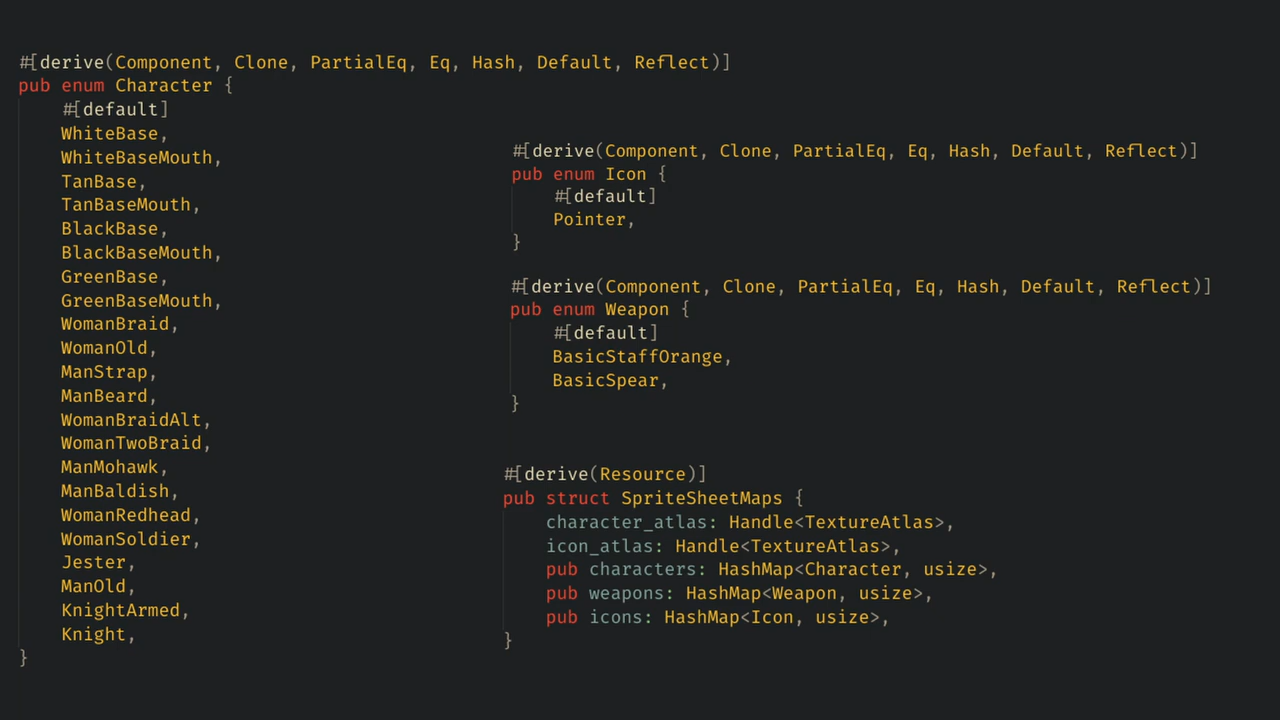 #[derive(Component, Clone, PartialEq, Eq, Hash, Default, Reflect)]
pub enum Character {
    #[default]
    WhiteBase,
    WhiteBaseMouth,
    TanBase,
    TanBaseMouth,
    BlackBase,
    BlackBaseMouth,
    GreenBase,
    GreenBaseMouth,
    WomanBraid,
    WomanOld,
    ManStrap,
    ManBeard,
    WomanBraidAlt,
    WomanTwoBraid,
    ManMohawk,
    ManBaldish,
    WomanRedhead,
    WomanSoldier,
    Jester,
    ManOld,
    KnightArmed,
    Knight,
}
#[derive(Component, Clone, PartialEq, Eq, Hash, Default, Reflect)]
pub enum Icon {
    #[default]
    Pointer,
}
#[derive(Component, Clone, PartialEq, Eq, Hash, Default, Reflect)]
pub enum Weapon {
    #[default]
    BasicStaffOrange,
    BasicSpear,
}
#[derive(Resource)]
pub struct SpriteSheetMaps {
    character_atlas: Handle<TextureAtlas>,
    icon_atlas: Handle<TextureAtlas>,
    pub characters: HashMap<Character, usize>,
    pub weapons: HashMap<Weapon, usize>,
    pub icons: HashMap<Icon, usize>,
}